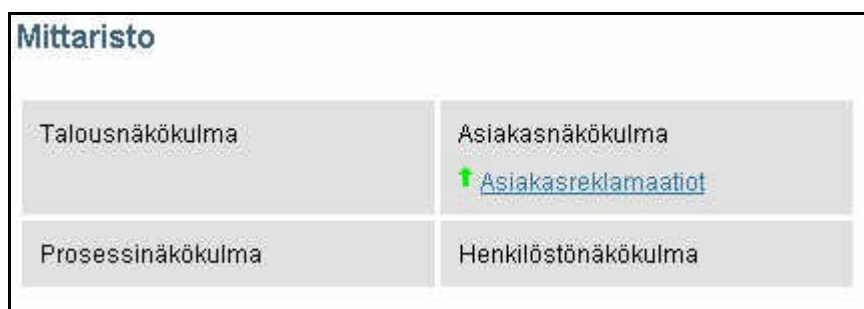 Mittaristo
Talousnäkökulma
Asiakasnäkökulma
Asiakasreklamaatiot
Prosessinäkökulma
Henkilöstönäkökulma